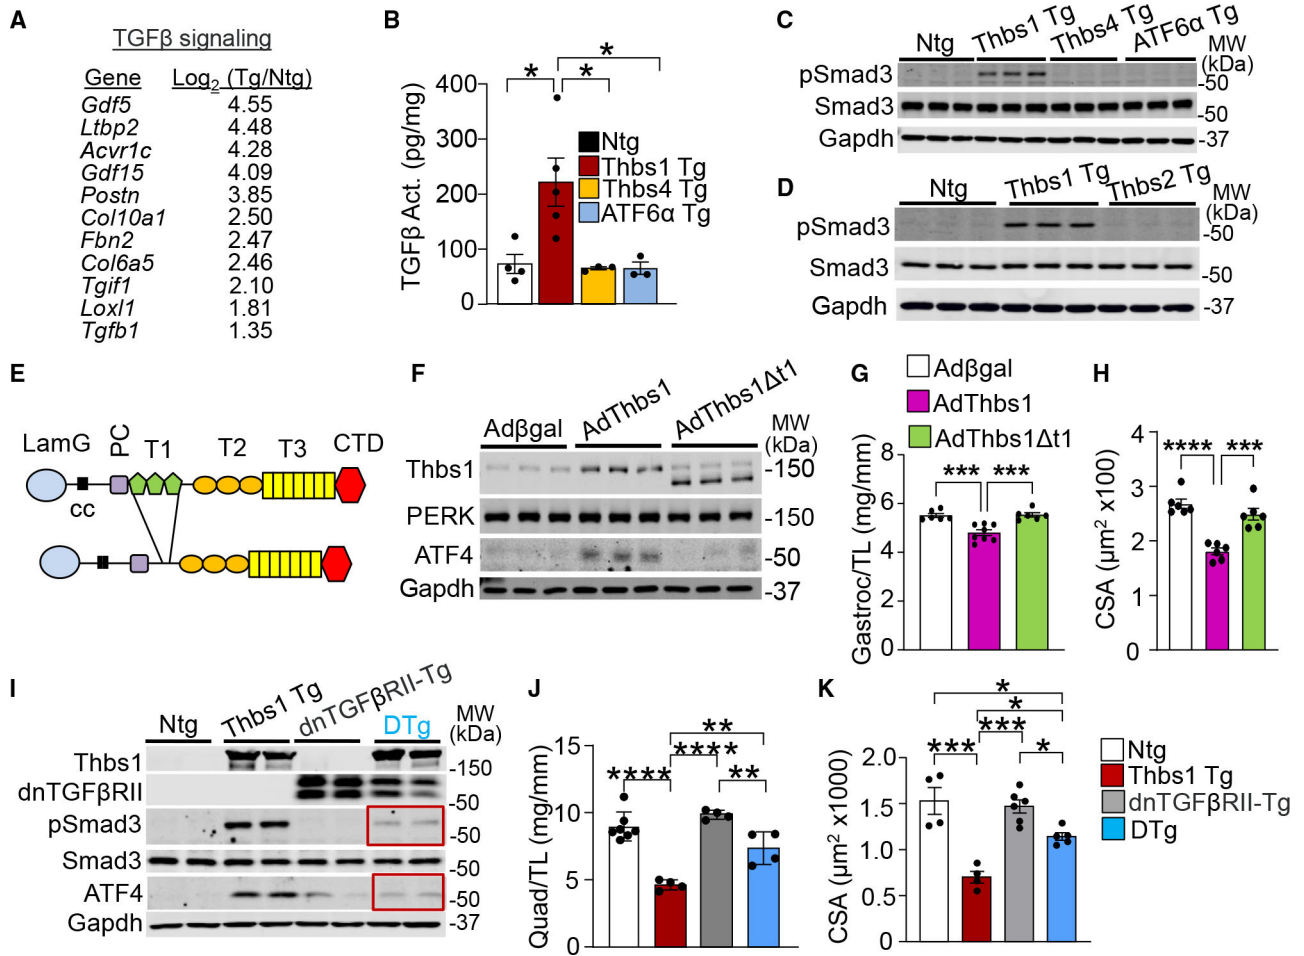 A
TGFβ signaling
Gene Log2 (Tg/Ntg)
Gdf5 4.55
Ltbp2 4.48
Acvr1c 4.28
Gdf15 4.09
Postn 3.85
Col10a1 2.50
Fbn2 2.47
Col6a5 2.46
Tgif1 2.10
Loxl1 1.81
Tgfb1 1.35
B
TGFβ Act. (pg/mg)
400
300
200
100
0
* * *
Ntg
Thbs1 Tg
Thbs4 Tg
ATF6α Tg
C
Ntg Thbs1 Tg Thbs4 Tg ATF6α Tg MW
(kDa)
pSmad3 -50
Smad3 -50
Gapdh -37
D
Ntg Thbs1 Tg Thbs2 Tg MW
(kDa)
pSmad3 -50
Smad3 -50
Gapdh -37
E
LamG PC T1 T2 T3 CTD
cc
F
Adβgal AdThbs1 AdThbs1Δt1 MW
(kDa)
Thbs1 -150
PERK -150
ATF4 -50
Gapdh -37
G
Adβgal
AdThbs1
AdThbs1Δt1
Gastroc/TL (mg/mm)
8
6
4
2
0
*** ***
H
CSA (µm2 x100)
4
3
2
1
0
**** ***
I
Ntg Thbs1 Tg dnTGFβRII-Tg DTg MW
(kDa)
Thbs1 -150
dnTGFβRII -50
pSmad3 -50
Smad3 -50
ATF4 -50
Gapdh -37
J
Quad/TL (mg/mm)
15
10
5
0
**
****
**** **
K
CSA (µm2 x1000)
2.0
1.5
1.0
0.5
0
*
*
***
*** *
Ntg
Thbs1 Tg
dnTGFβRII-Tg
DTg